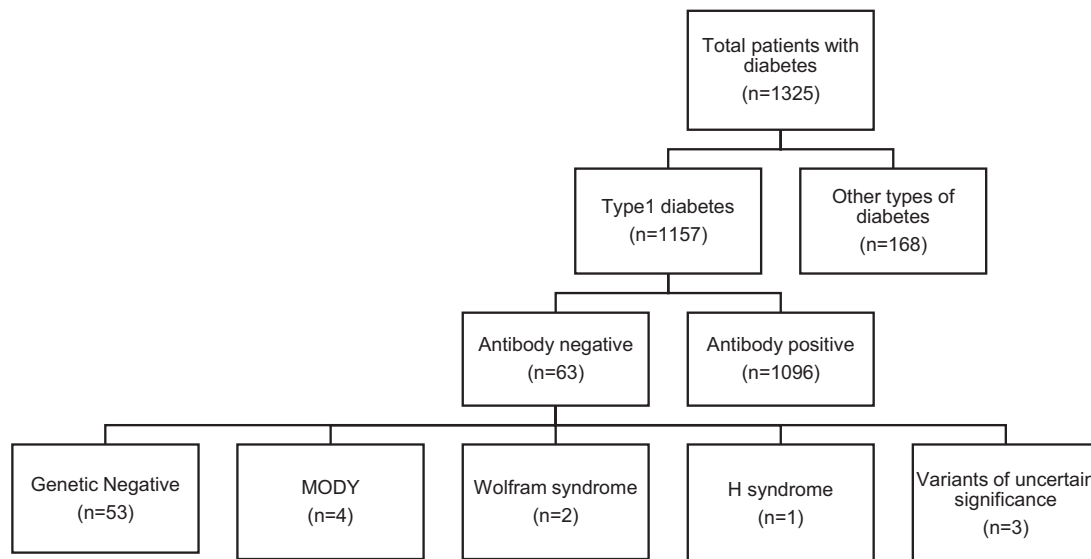 Total patients with
diabetes
(n=1325)
Type1 diabetes
(n=1157)
Other types of
diabetes
(n=168)
Antibody negative
(n=63)
Antibody positive
(n=1096)
Genetic Negative
(n=53)
MODY
(n=4)
Wolfram syndrome
(n=2)
H syndrome
(n=1)
Variants of uncertain
significance
(n=3)